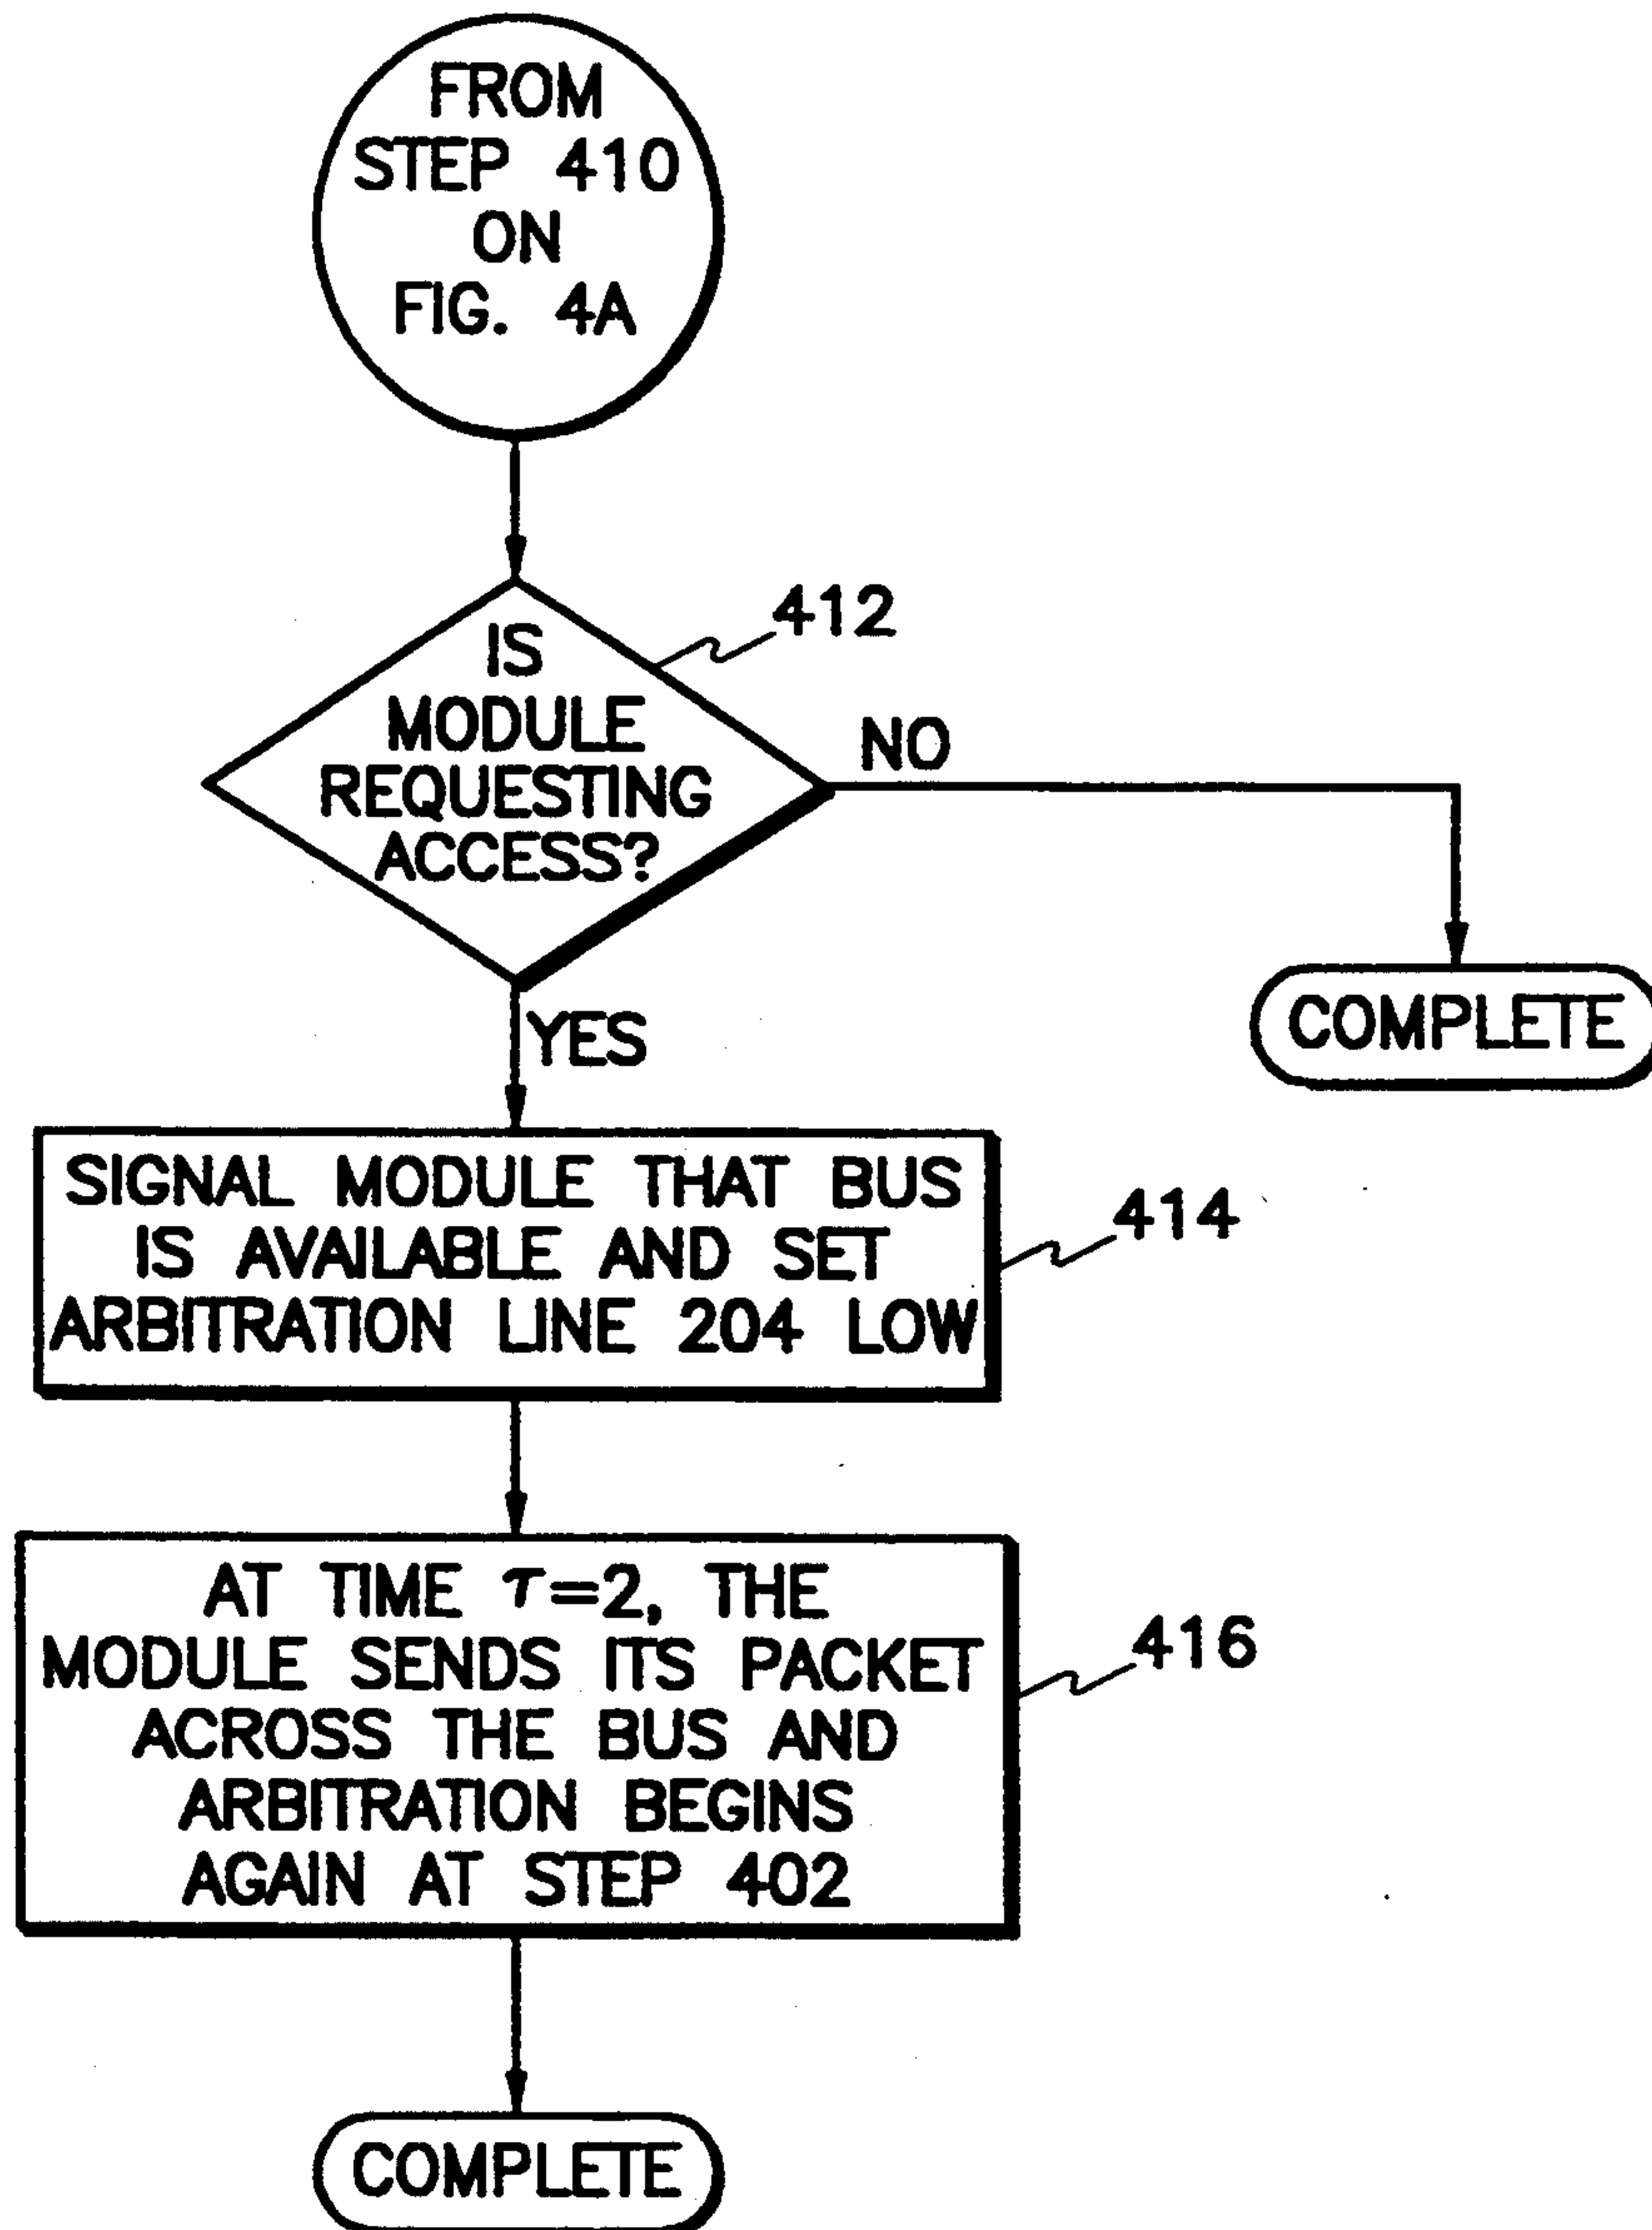 FROM
STEP 410
ON
FIG. 4A
412
IS
MODULE
REQUESTING
ACCESS?
NO
COMPLETE
YES
SIGNAL MODULE THAT BUS
IS AVAILABLE AND SET
ARBITRATION LINE 204 LOW
414
AT TIME τ=2, THE
MODULE SENDS ITS PACKET
ACROSS THE BUS AND
ARBITRATION BEGINS
AGAIN AT STEP 402
416
COMPLETE